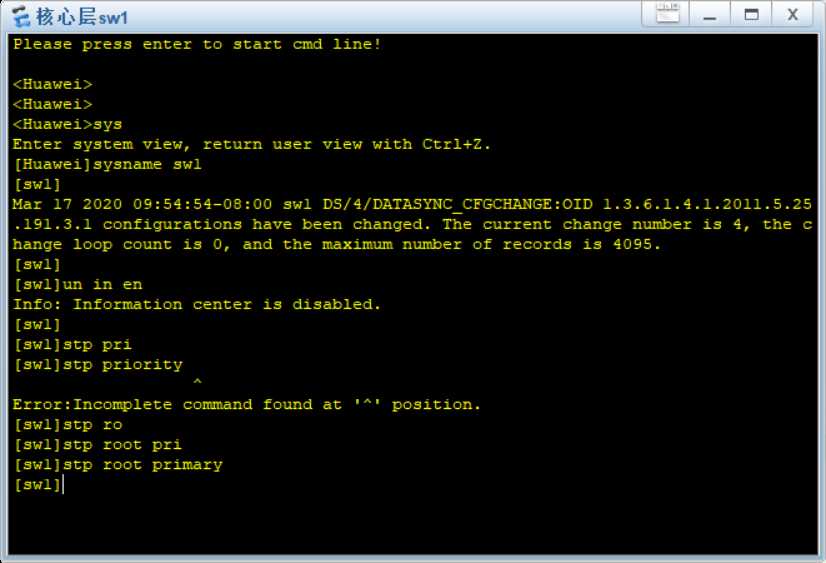 核心层sw1
Please press enter to start cmd line!
<Huawei>
<Huawei>
<Huawei>sys
Enter system view, return user view with Ctrl+Z.
[Huawei]sysname sw1
[sw1]
Mar 17 2020 09:54:54-08:00 sw1 DS/4/DATASYNC_CFGCHANGE:OID 1.3.6.1.4.1.2011.5.25
.191.3.1 configurations have been changed. The current change number is 4, the c
hange loop count is 0, and the maximum number of records is 4095.
[sw1]
[sw1]un in en
Info: Information center is disabled.
[sw1]
[sw1]stp pri
[sw1]stp priority
^
Error:Incomplete command found at '^' position.
[sw1]stp ro
[sw1]stp root pri
[sw1]stp root primary
[sw1]